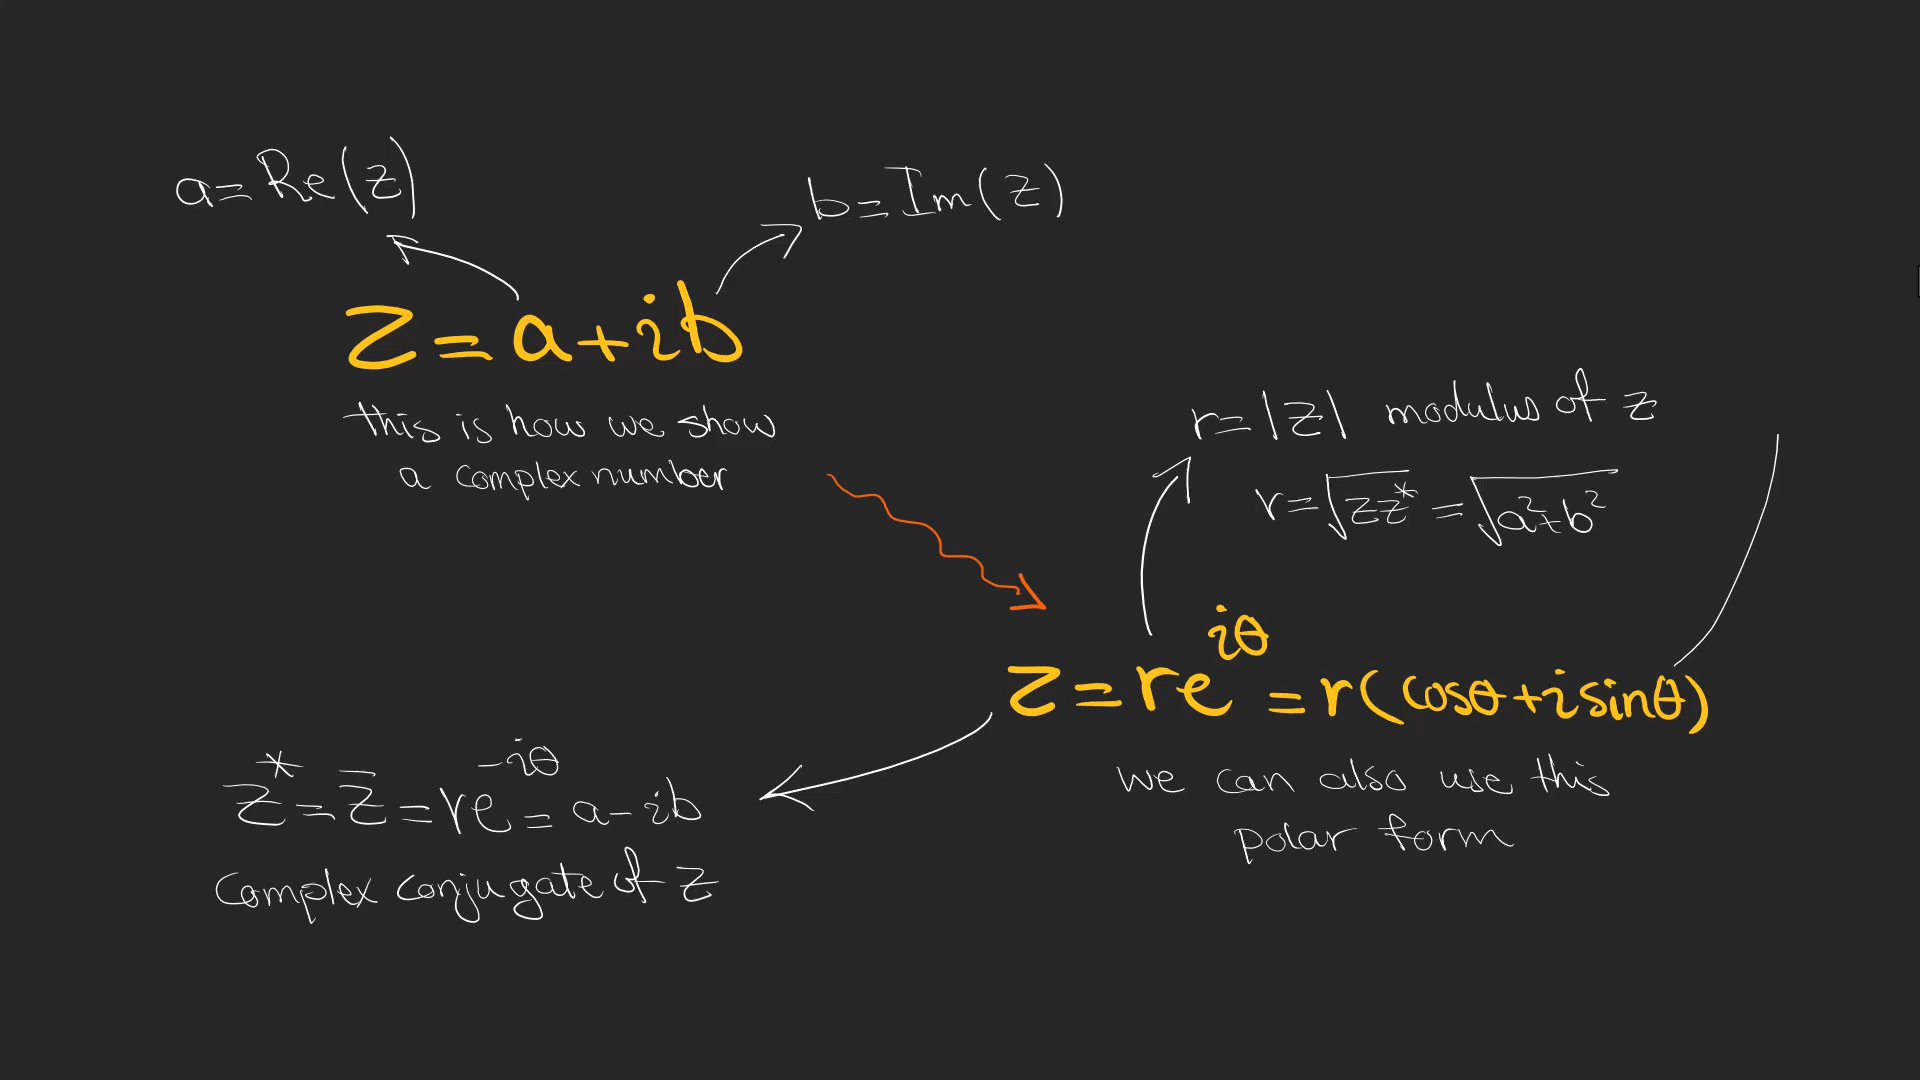 a=Re(z)
b=Im(z)
z=a+ib
this is how we show
a complex number
r=|z| modulus of z
r=√(zz*)=√(a²+b²)
z=re^{iθ}=r(cosθ+isinθ)
we can also use this
polar form
z*=z̄=re^{-iθ}=a-ib
complex conjugate of z